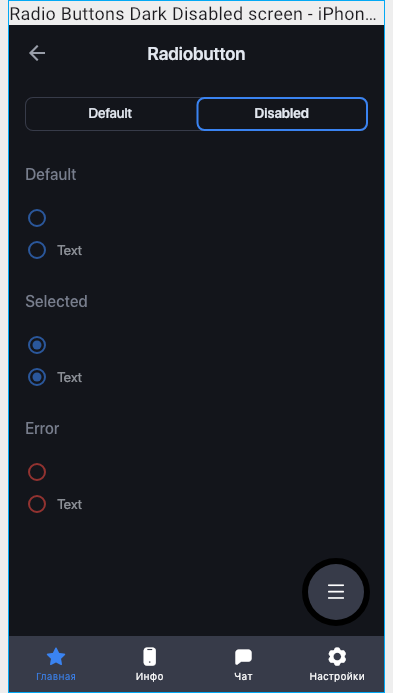 Radio Buttons Dark Disabled screen - iPhon...
Radiobutton
Default Disabled
Default
Text
Selected
Text
Error
Text
Главная Инфо Чат Настройки